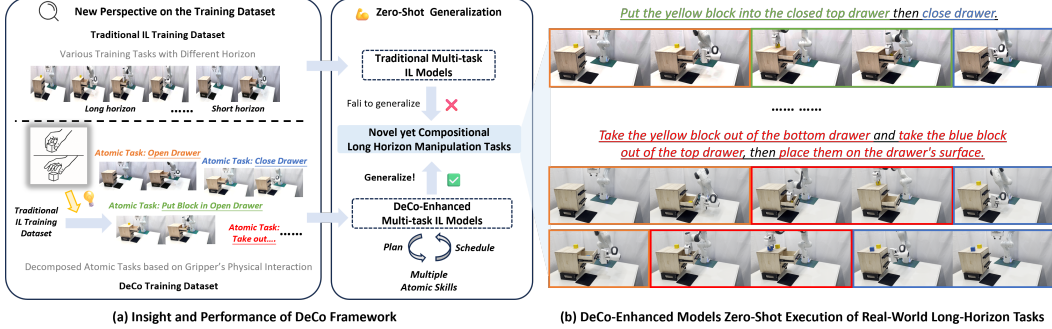 New Perspective on the Training Dataset
Traditional IL Training Dataset
Various Training Tasks with Different Horizon
Long horizon
......
Short horizon
Atomic Task: Open Drawer
Atomic Task: Close Drawer
Atomic Task: Put Block in Open Drawer
Traditional
IL Training
Dataset
Atomic Task:
Take out....
......
Decomposed Atomic Tasks based on Gripper's Physical Interaction
DeCo Training Dataset
Zero-Shot Generalization
Traditional Multi-task
IL Models
Fali to generalize
Novel yet Compositional
Long Horizon Manipulation Tasks
Generalize!
DeCo-Enhanced
Multi-task IL Models
Plan
Schedule
Multiple
Atomic Skills
(a) Insight and Performance of DeCo Framework
Put the yellow block into the closed top drawer then close drawer.
...... ......
Take the yellow block out of the bottom drawer and take the blue block
out of the top drawer, then place them on the drawer's surface.
(b) DeCo-Enhanced Models Zero-Shot Execution of Real-World Long-Horizon Tasks